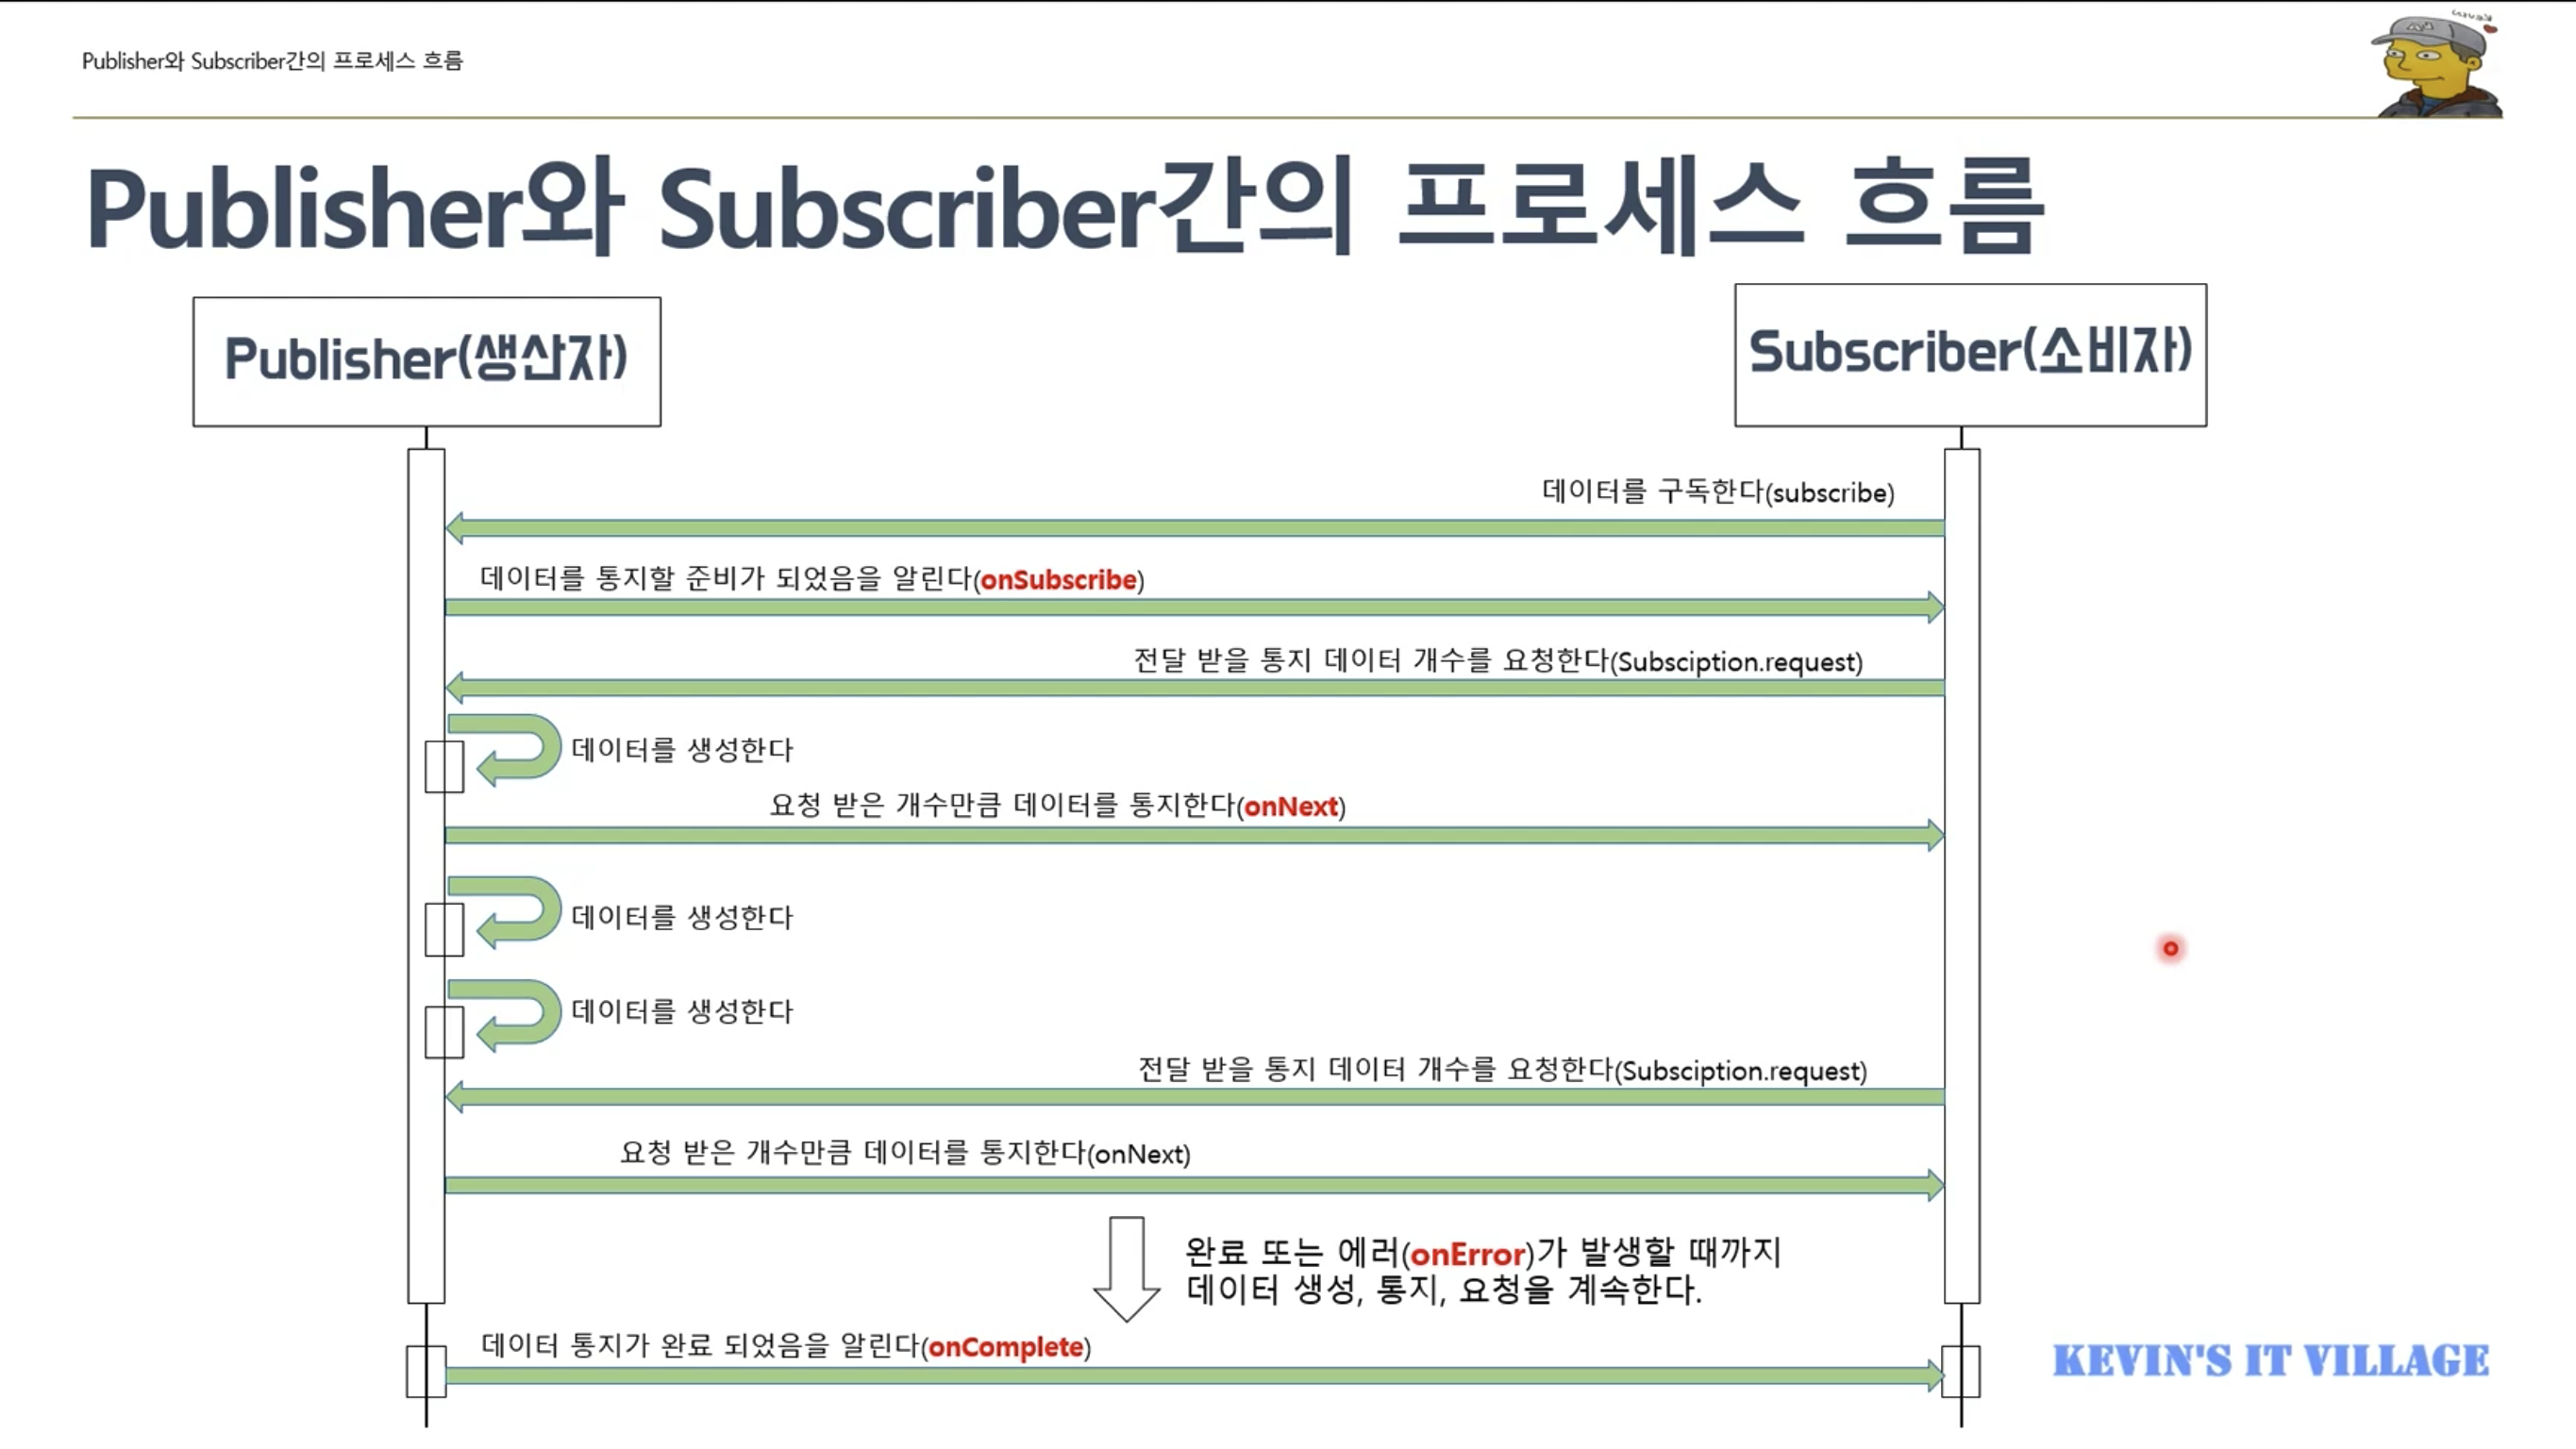 Publisher와 Subscriber간의 프로세스 흐름
Publisher와 Subscriber간의 프로세스 흐름
Publisher(생산자)
Subscriber(소비자)
데이터를 구독한다(subscribe)
데이터를 통지할 준비가 되었음을 알린다(onSubscribe)
전달 받을 통지 데이터 개수를 요청한다(Subsciption.request)
데이터를 생성한다
요청 받은 개수만큼 데이터를 통지한다(onNext)
데이터를 생성한다
데이터를 생성한다
전달 받을 통지 데이터 개수를 요청한다(Subsciption.request)
요청 받은 개수만큼 데이터를 통지한다(onNext)
완료 또는 에러(onError)가 발생할 때까지
데이터 생성, 통지, 요청을 계속한다.
데이터 통지가 완료 되었음을 알린다(onComplete)
KEVIN'S IT VILLAGE